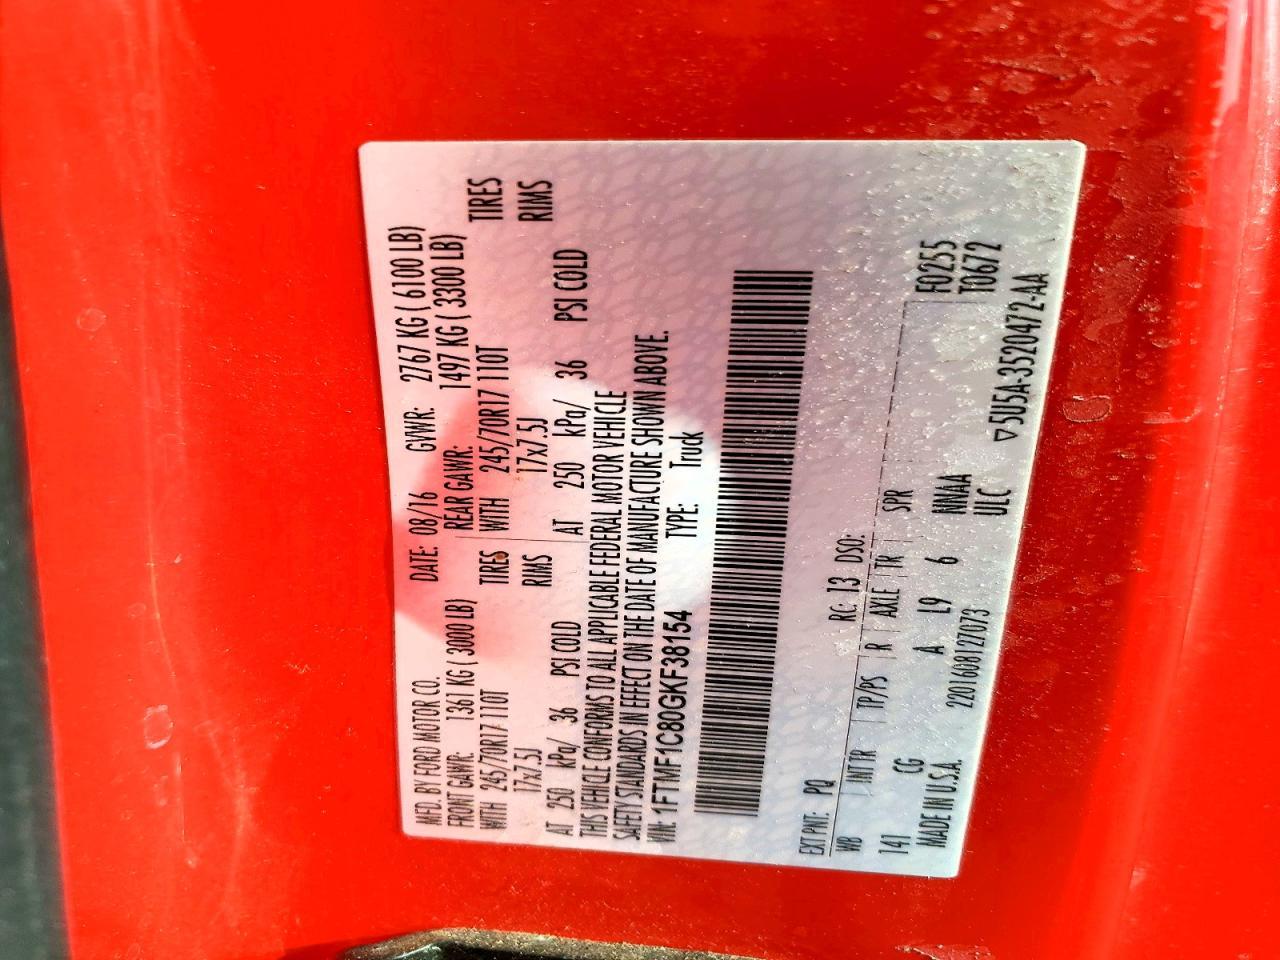 MFD. BY FORD MOTOR CO. DATE: 08/16 GVWR: 2767 KG ( 6100 LB)
FRONT GAWR: 1361 KG ( 3000 LB) REAR GAWR: 1497 KG ( 3300 LB)
WITH 245/70R17 110T TIRES WITH 245/70R17 110T TIRES
17x7.5J RIMS 17x7.5J RIMS
AT 250 kPa/ 36 PSI COLD AT 250 kPa/ 36 PSI COLD
THIS VEHICLE CONFORMS TO ALL APPLICABLE FEDERAL MOTOR VEHICLE
SAFETY STANDARDS IN EFFECT ON THE DATE OF MANUFACTURE SHOWN ABOVE.
VIN: 1FTMF1C80GKF38154 TYPE: Truck
EXT PNT: PQ RC: 13 DSO: F0255
WB INT TR TP/PS R AXLE TR SPR T0672
141 CG A L9 6 NNAA
MADE IN U.S.A. 220160812707​3 ULC
▽5U5A-3520472-AA